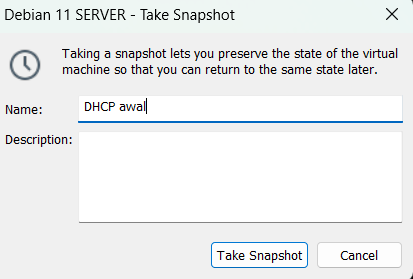 Debian 11 SERVER - Take Snapshot
Taking a snapshot lets you preserve the state of the virtual
machine so that you can return to the same state later.
Name: DHCP awal
Description:
Take Snapshot Cancel